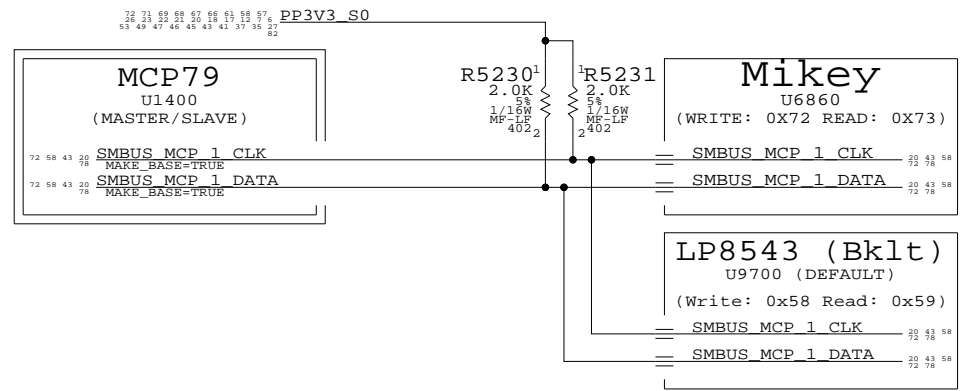 72 71 69 68 67 66 61 58 57
26 23 22 21 20 18 17 12 7 6
53 49 47 46 45 43 41 37 35 27
82
PP3V3_S0
MCP79
U1400
(MASTER/SLAVE)
72 58 43 20
78
SMBUS_MCP_1_CLK
MAKE_BASE=TRUE
72 58 43 20
78
SMBUS_MCP_1_DATA
MAKE_BASE=TRUE
R5230
1
2.0K
5%
1/16W
MF-LF
402
2
1
R5231
2.0K
5%
1/16W
MF-LF
402
2
Mikey
U6860
(WRITE: 0X72 READ: 0X73)
SMBUS_MCP_1_CLK
20 43 58
72 78
SMBUS_MCP_1_DATA
20 43 58
72 78
LP8543 (Bklt)
U9700 (DEFAULT)
(Write: 0x58 Read: 0x59)
SMBUS_MCP_1_CLK
20 43 58
72 78
SMBUS_MCP_1_DATA
20 43 58
72 78